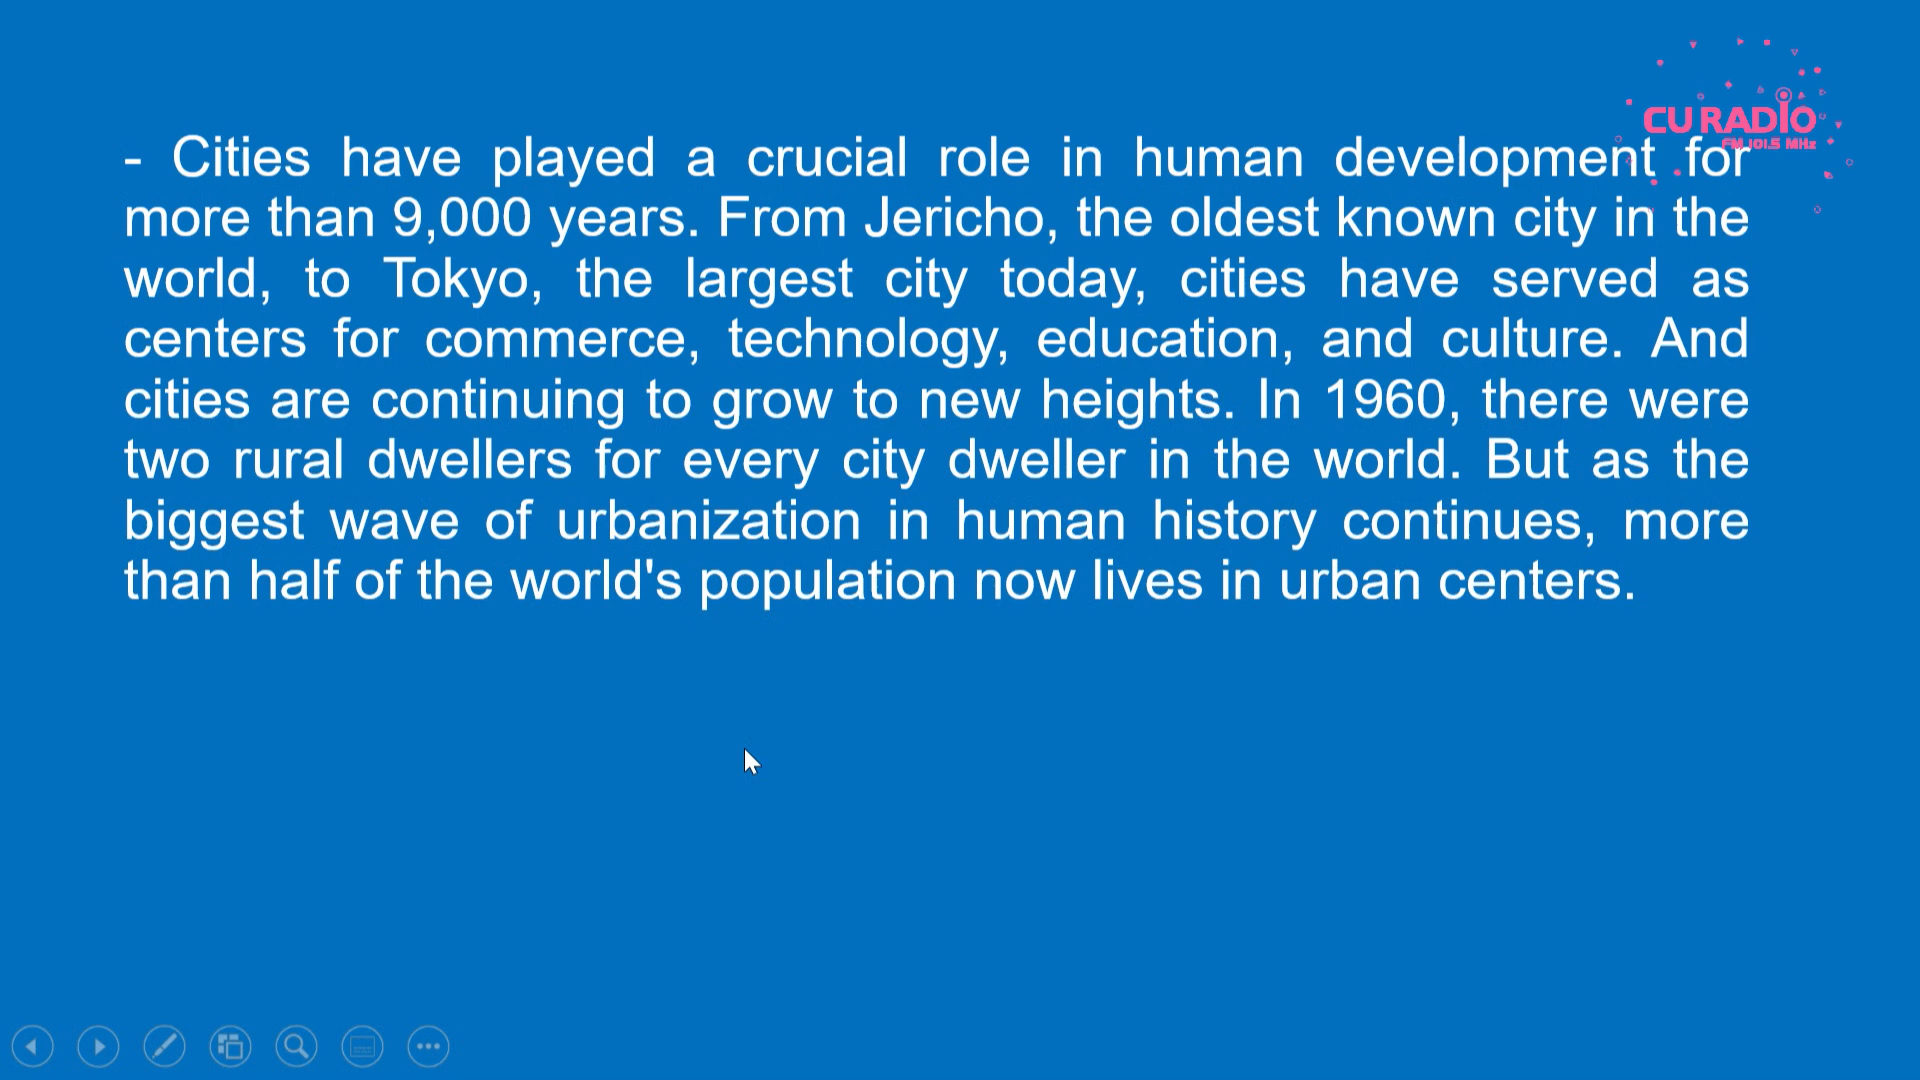 CU RADIO
FM 101.5 MHz
- Cities have played a crucial role in human development for
more than 9,000 years. From Jericho, the oldest known city in the
world, to Tokyo, the largest city today, cities have served as
centers for commerce, technology, education, and culture. And
cities are continuing to grow to new heights. In 1960, there were
two rural dwellers for every city dweller in the world. But as the
biggest wave of urbanization in human history continues, more
than half of the world's population now lives in urban centers.